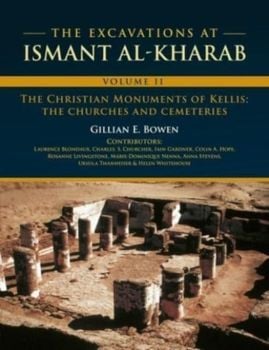 THE EXCAVATIONS AT
ISMANT AL-KHARAB
VOLUME II
THE CHRISTIAN MONUMENTS OF KELLIS:
THE CHURCHES AND CEMETERIES
GILLIAN E. BOWEN
CONTRIBUTORS:
LAURENCE BLONDAUX, CHARLES S. CHURCHER, IAIN GARDNER, COLIN A. HOPE,
ROSANNE LIVINGSTONE, MARIE-DOMINIQUE NENNA, ANNA STEVENS,
URSULA THANHEISER & HELEN WHITEHOUSE